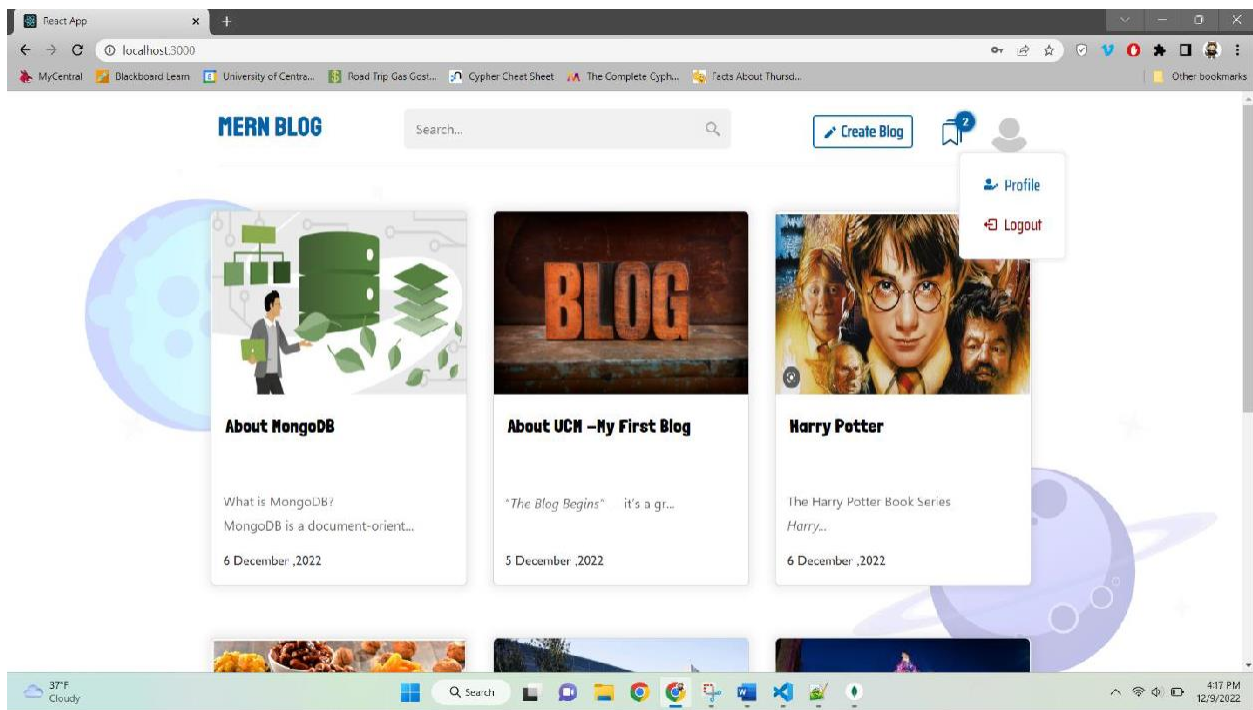 React App
localhost:3000
MyCentral
Blackboard Learn
University of Centra...
Road Trip Gas Cost...
Cypher Cheat Sheet
The Complete Cyph...
Facts About Thursd...
Other bookmarks
MERN BLOG
Search...
Create Blog
2
Profile
Logout
BLOG
About MongoDB
About UCM -My First Blog
Harry Potter
What is MongoDB?
MongoDB is a document-orient...
"The Blog Begins" it's a gr...
The Harry Potter Book Series
Harry...
6 December ,2022
5 December ,2022
6 December ,2022
37°F
Cloudy
Search
4:17 PM
12/9/2022